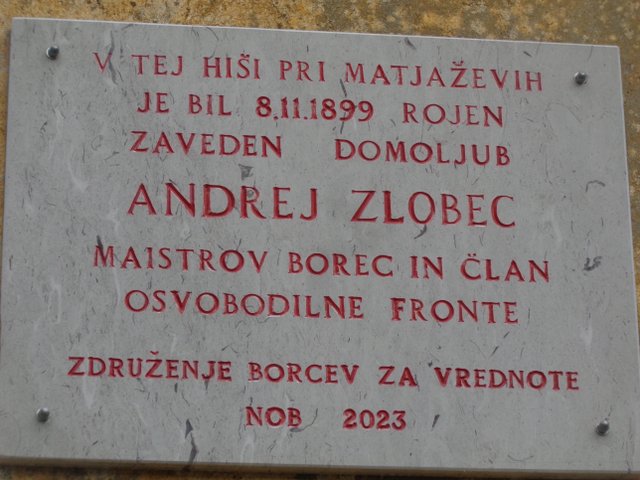 V TEJ HIŠI PRI MATJAŽEVIH
JE BIL 8.11.1899 ROJEN
ZAVEDEN DOMOLJUB
ANDREJ ZLOBEC
MAISTROV BOREC IN ČLAN
OSVOBODILNE FRONTE
ZDRUŽENJE BORCEV ZA VREDNOTE
NOB 2023